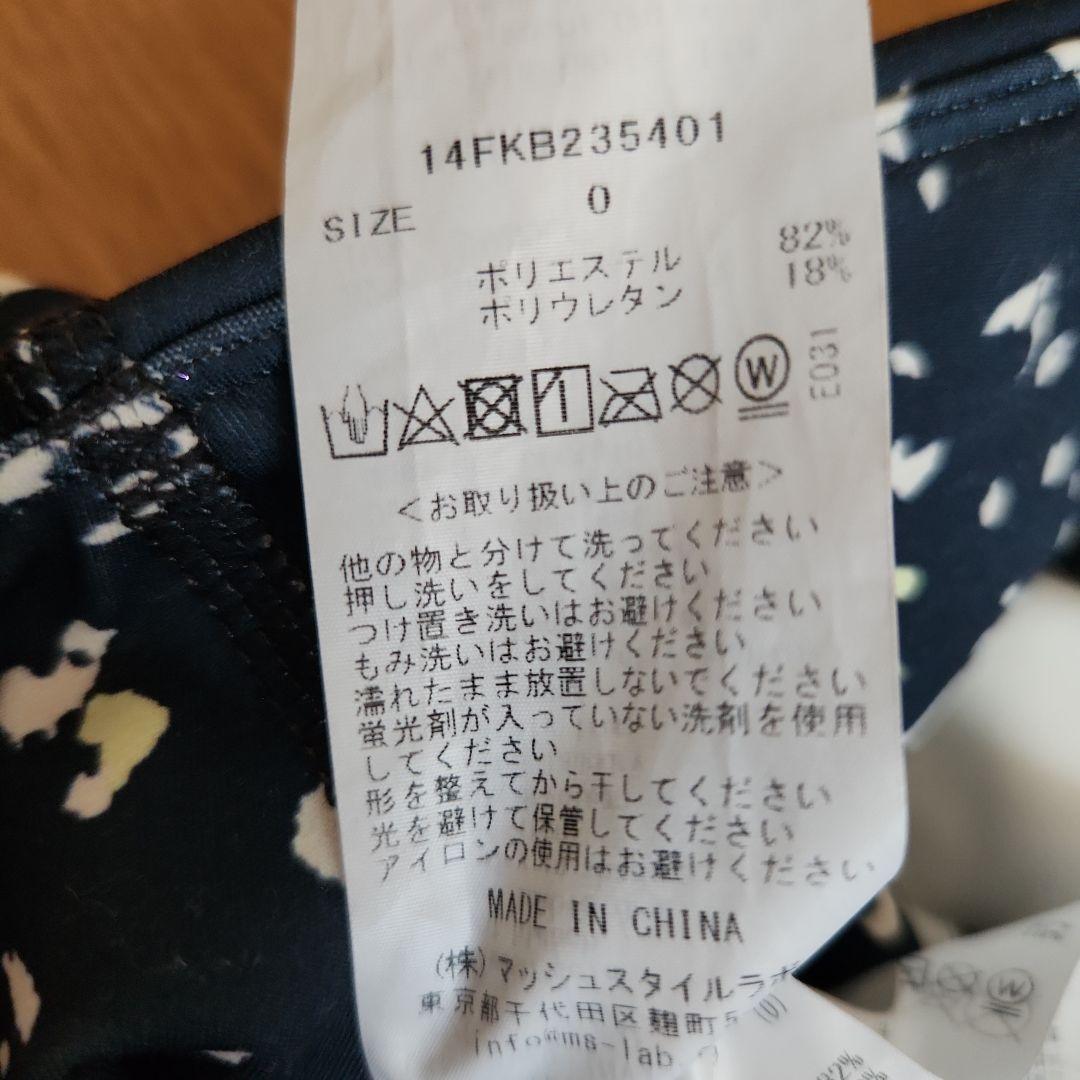 14FKB235401
SIZE 0
ポリエステル 82%
ポリウレタン 18%
W E031
<お取り扱い上のご注意>
他の物と分けて洗ってください
押し洗いをしてください
つけ置き洗いはお避けください
もみ洗いはお避けください
濡れたまま放置しないでください
蛍光剤が入っていない洗剤を使用
してください
形を整えてから干してください
光を避けて保管してください
アイロンの使用はお避けください
MADE IN CHINA
(株)マッシュスタイルラボ
東京都千代田区麹町5
info@ms-lab.
W